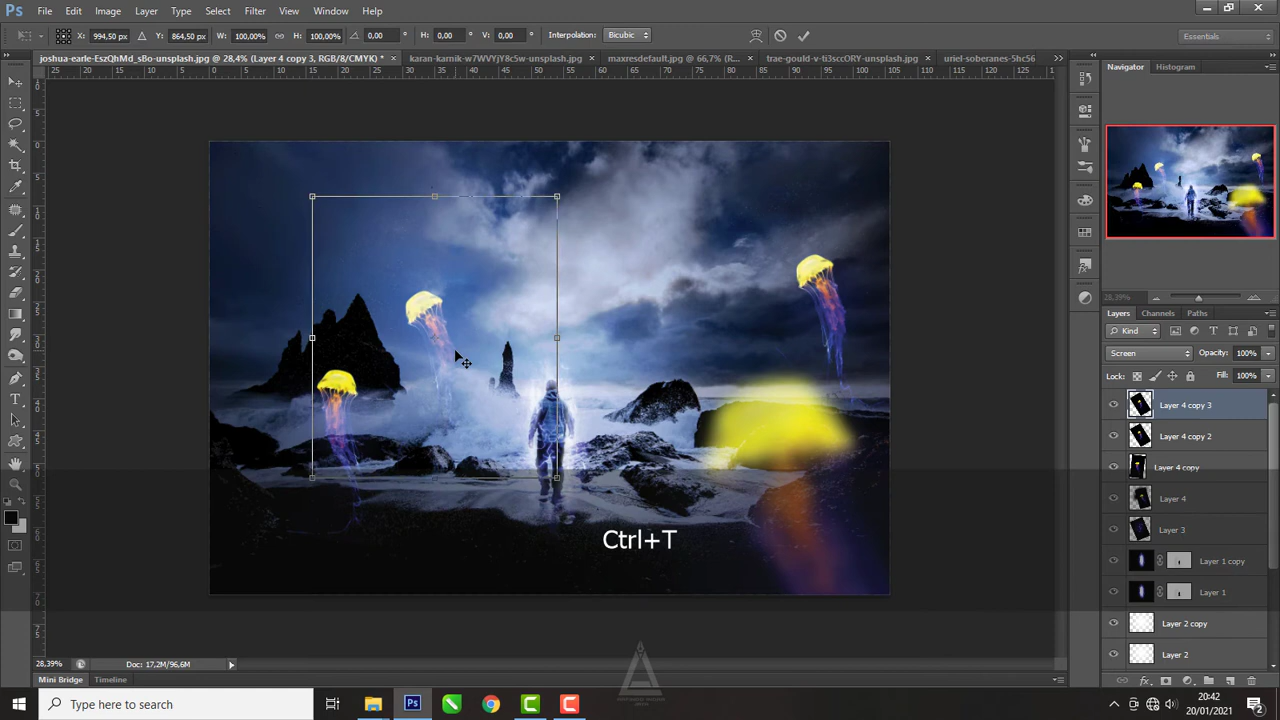 Ps File Edit Image Layer Type Select Filter View Window Help
X: 994,50 px Y: 864,50 px W: 100,00% H: 100,00% 0,00 ° H: 0,00 ° V: 0,00 ° Interpolation: Bicubic Essentials
joshua-earle-EszQhMd_sBo-unsplash.jpg @ 28,4% (Layer 4 copy 3, RGB/8/CMYK) * × karan-karnik-w7WVYjY8c5w-unsplash.jpg × maxresdefault.jpg @ 66,7% (R... × trae-gould-v-ti3sccORY-unsplash.jpg × uriel-soberanes-5hc56
Navigator Histogram
28,39%
Layers Channels Paths
Kind
Screen Opacity: 100%
Lock: Fill: 100%
Layer 4 copy 3
Layer 4 copy 2
Layer 4 copy
Layer 4
Layer 3
Layer 1 copy
Layer 1
Layer 2 copy
Layer 2
Ctrl+T
28,39% Doc: 17,2M/96,6M
Mini Bridge Timeline
Type here to search
20:42
20/01/2021